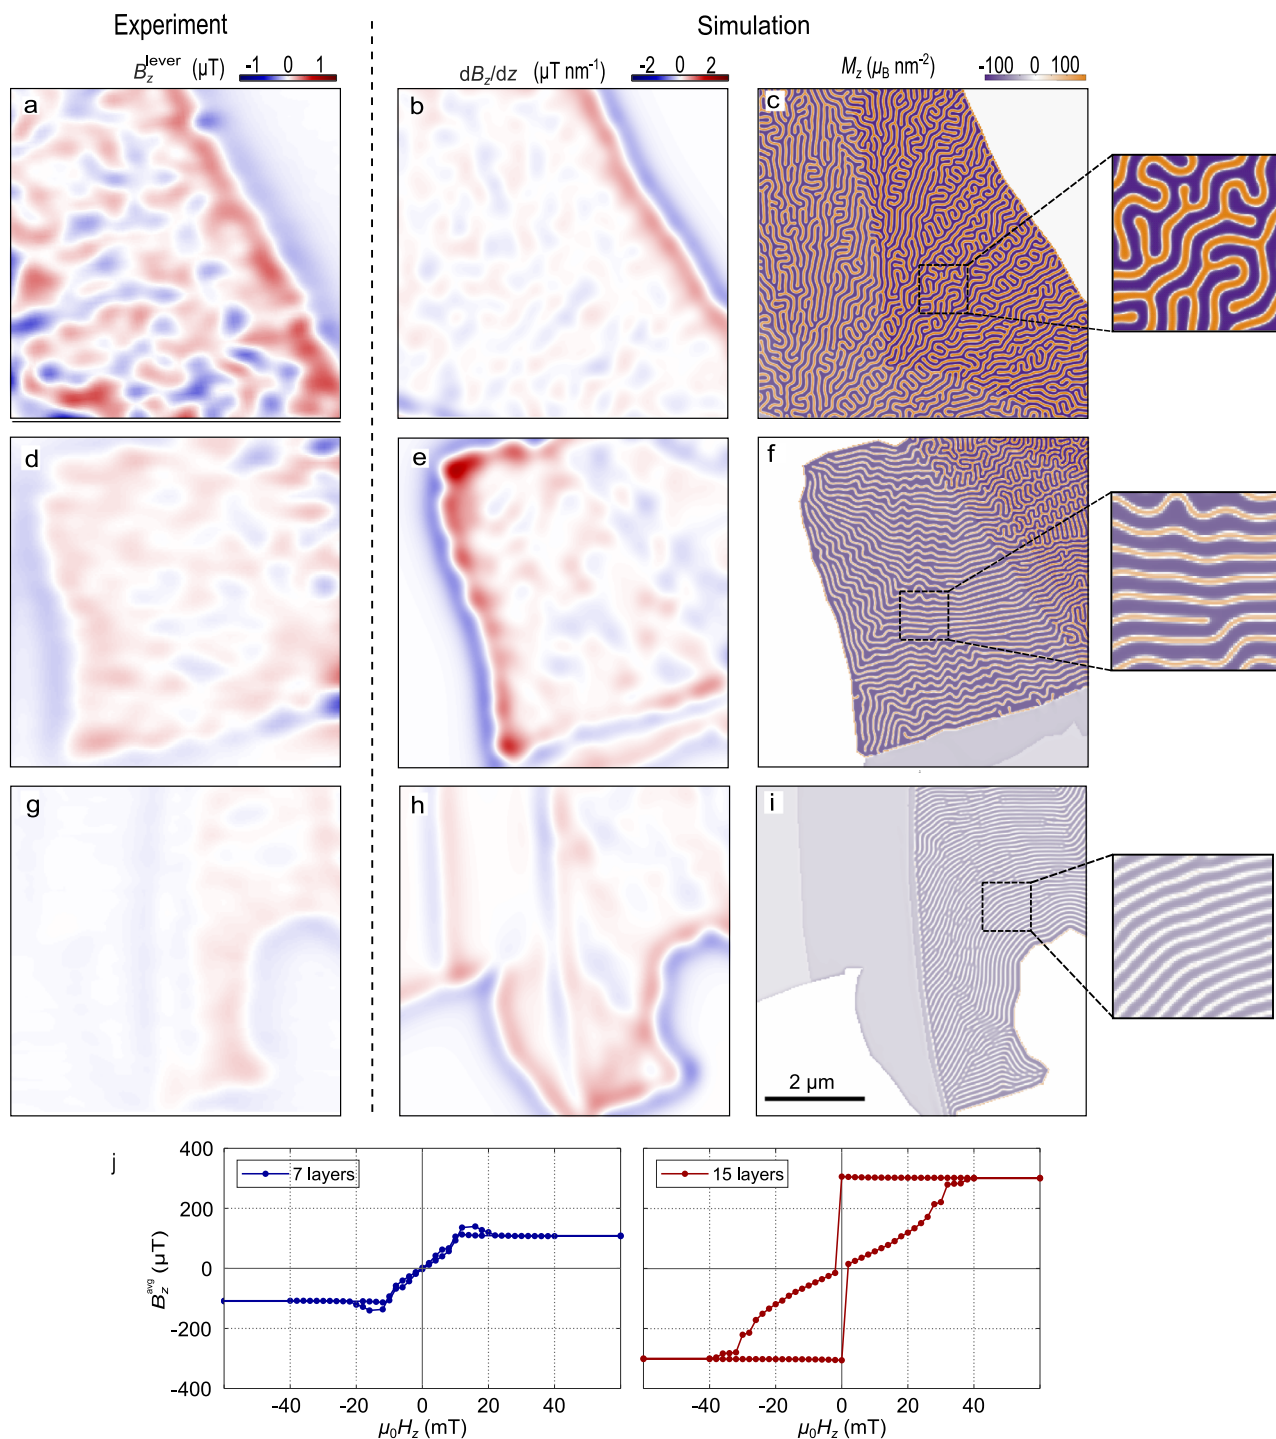 Experiment
Simulation
B_z^lever (µT)
-1 0 1
dB_z/dz (µT nm⁻¹)
-2 0 2
M_z (µ_B nm⁻²)
-100 0 100
a
b
c
d
e
f
g
h
i
2 µm
j
7 layers
15 layers
B_z^avg (µT)
400
200
0
-200
-400
-40 -20 0 20 40
-40 -20 0 20 40
µ₀H_z (mT)
µ₀H_z (mT)